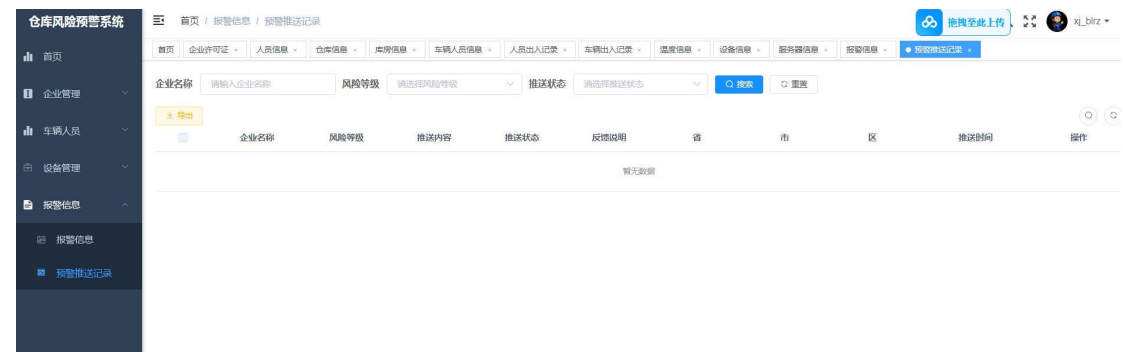 仓库风险预警系统
首页 / 报警信息 / 预警推送记录
拖拽至此上传
xj_blrz
首页 企业许可证 × 人员信息 × 仓库信息 × 库房信息 × 车辆人员信息 × 人员出入记录 × 车辆出入记录 × 温度信息 × 设备信息 × 服务器信息 × 报警信息 × 预警推送记录 ×
首页
企业管理
车辆人员
设备管理
报警信息
报警信息
预警推送记录
企业名称 请输入企业名称 风险等级 请选择风险等级 推送状态 请选择推送状态 搜索 重置
导出
企业名称 风险等级 推送内容 推送状态 反馈说明 省 市 区 推送时间 操作
暂无数据